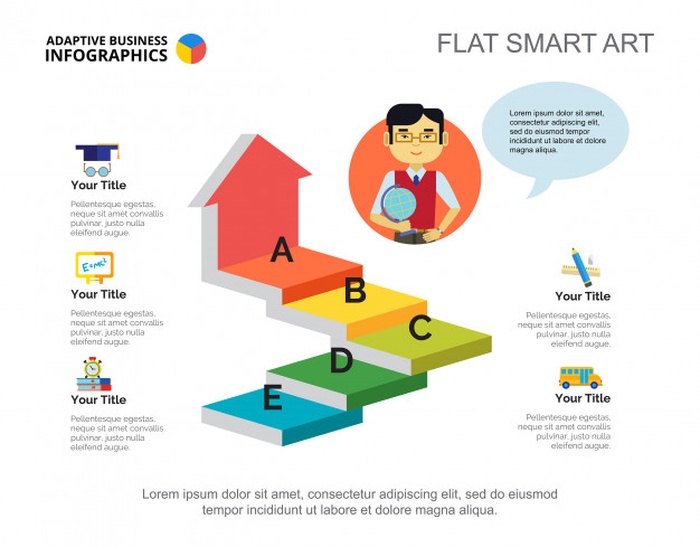 ADAPTIVE BUSINESS
INFOGRAPHICS
FLAT SMART ART
Lorem ipsum dolor sit amet,
consectetur adipiscing elit,
sed do eiusmod tempor
incididunt ut labore et dolore
magna aliqua.
Your Title
Pellentesque egestas,
neque sit amet convallis
pulvinar, justo nulla
eleifend augue.
E=mc²
Your Title
Pellentesque egestas,
neque sit amet convallis
pulvinar, justo nulla
eleifend augue.
Your Title
Pellentesque egestas,
neque sit amet convallis
pulvinar, justo nulla
eleifend augue.
A
B
C
D
E
Your Title
Pellentesque egestas,
neque sit amet convallis
pulvinar, justo nulla
eleifend augue.
Your Title
Pellentesque egestas,
neque sit amet convallis
pulvinar, justo nulla
eleifend augue.
Lorem ipsum dolor sit amet, consectetur adipiscing elit, sed do eiusmod
tempor incididunt ut labore et dolore magna aliqua.